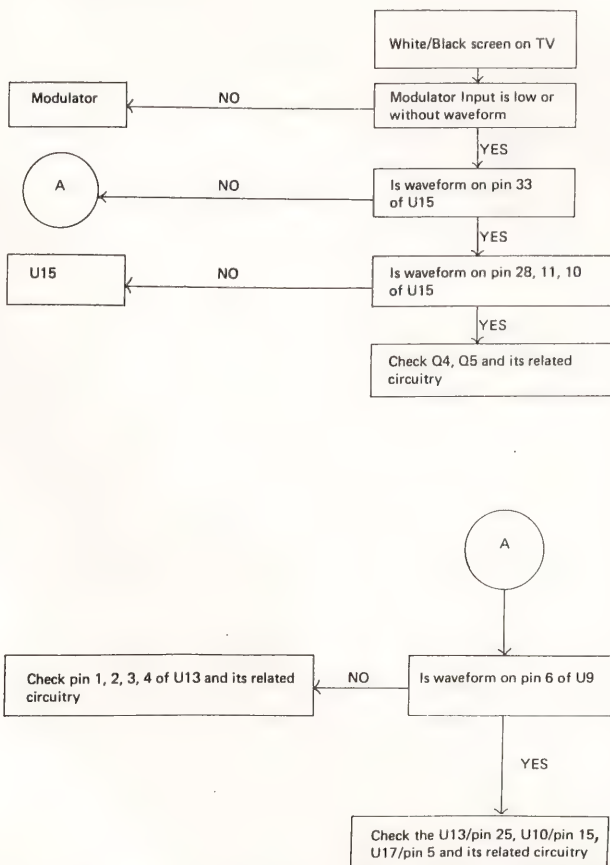 White/Black screen on TV
Modulator
NO
Modulator Input is low or
without waveform
YES
A
NO
Is waveform on pin 33
of U15
YES
U15
NO
Is waveform on pin 28, 11, 10
of U15
YES
Check Q4, Q5 and its related
circuitry
A
Check pin 1, 2, 3, 4 of U13 and its related
circuitry
NO
Is waveform on pin 6 of U9
YES
Check the U13/pin 25, U10/pin 15,
U17/pin 5 and its related circuitry